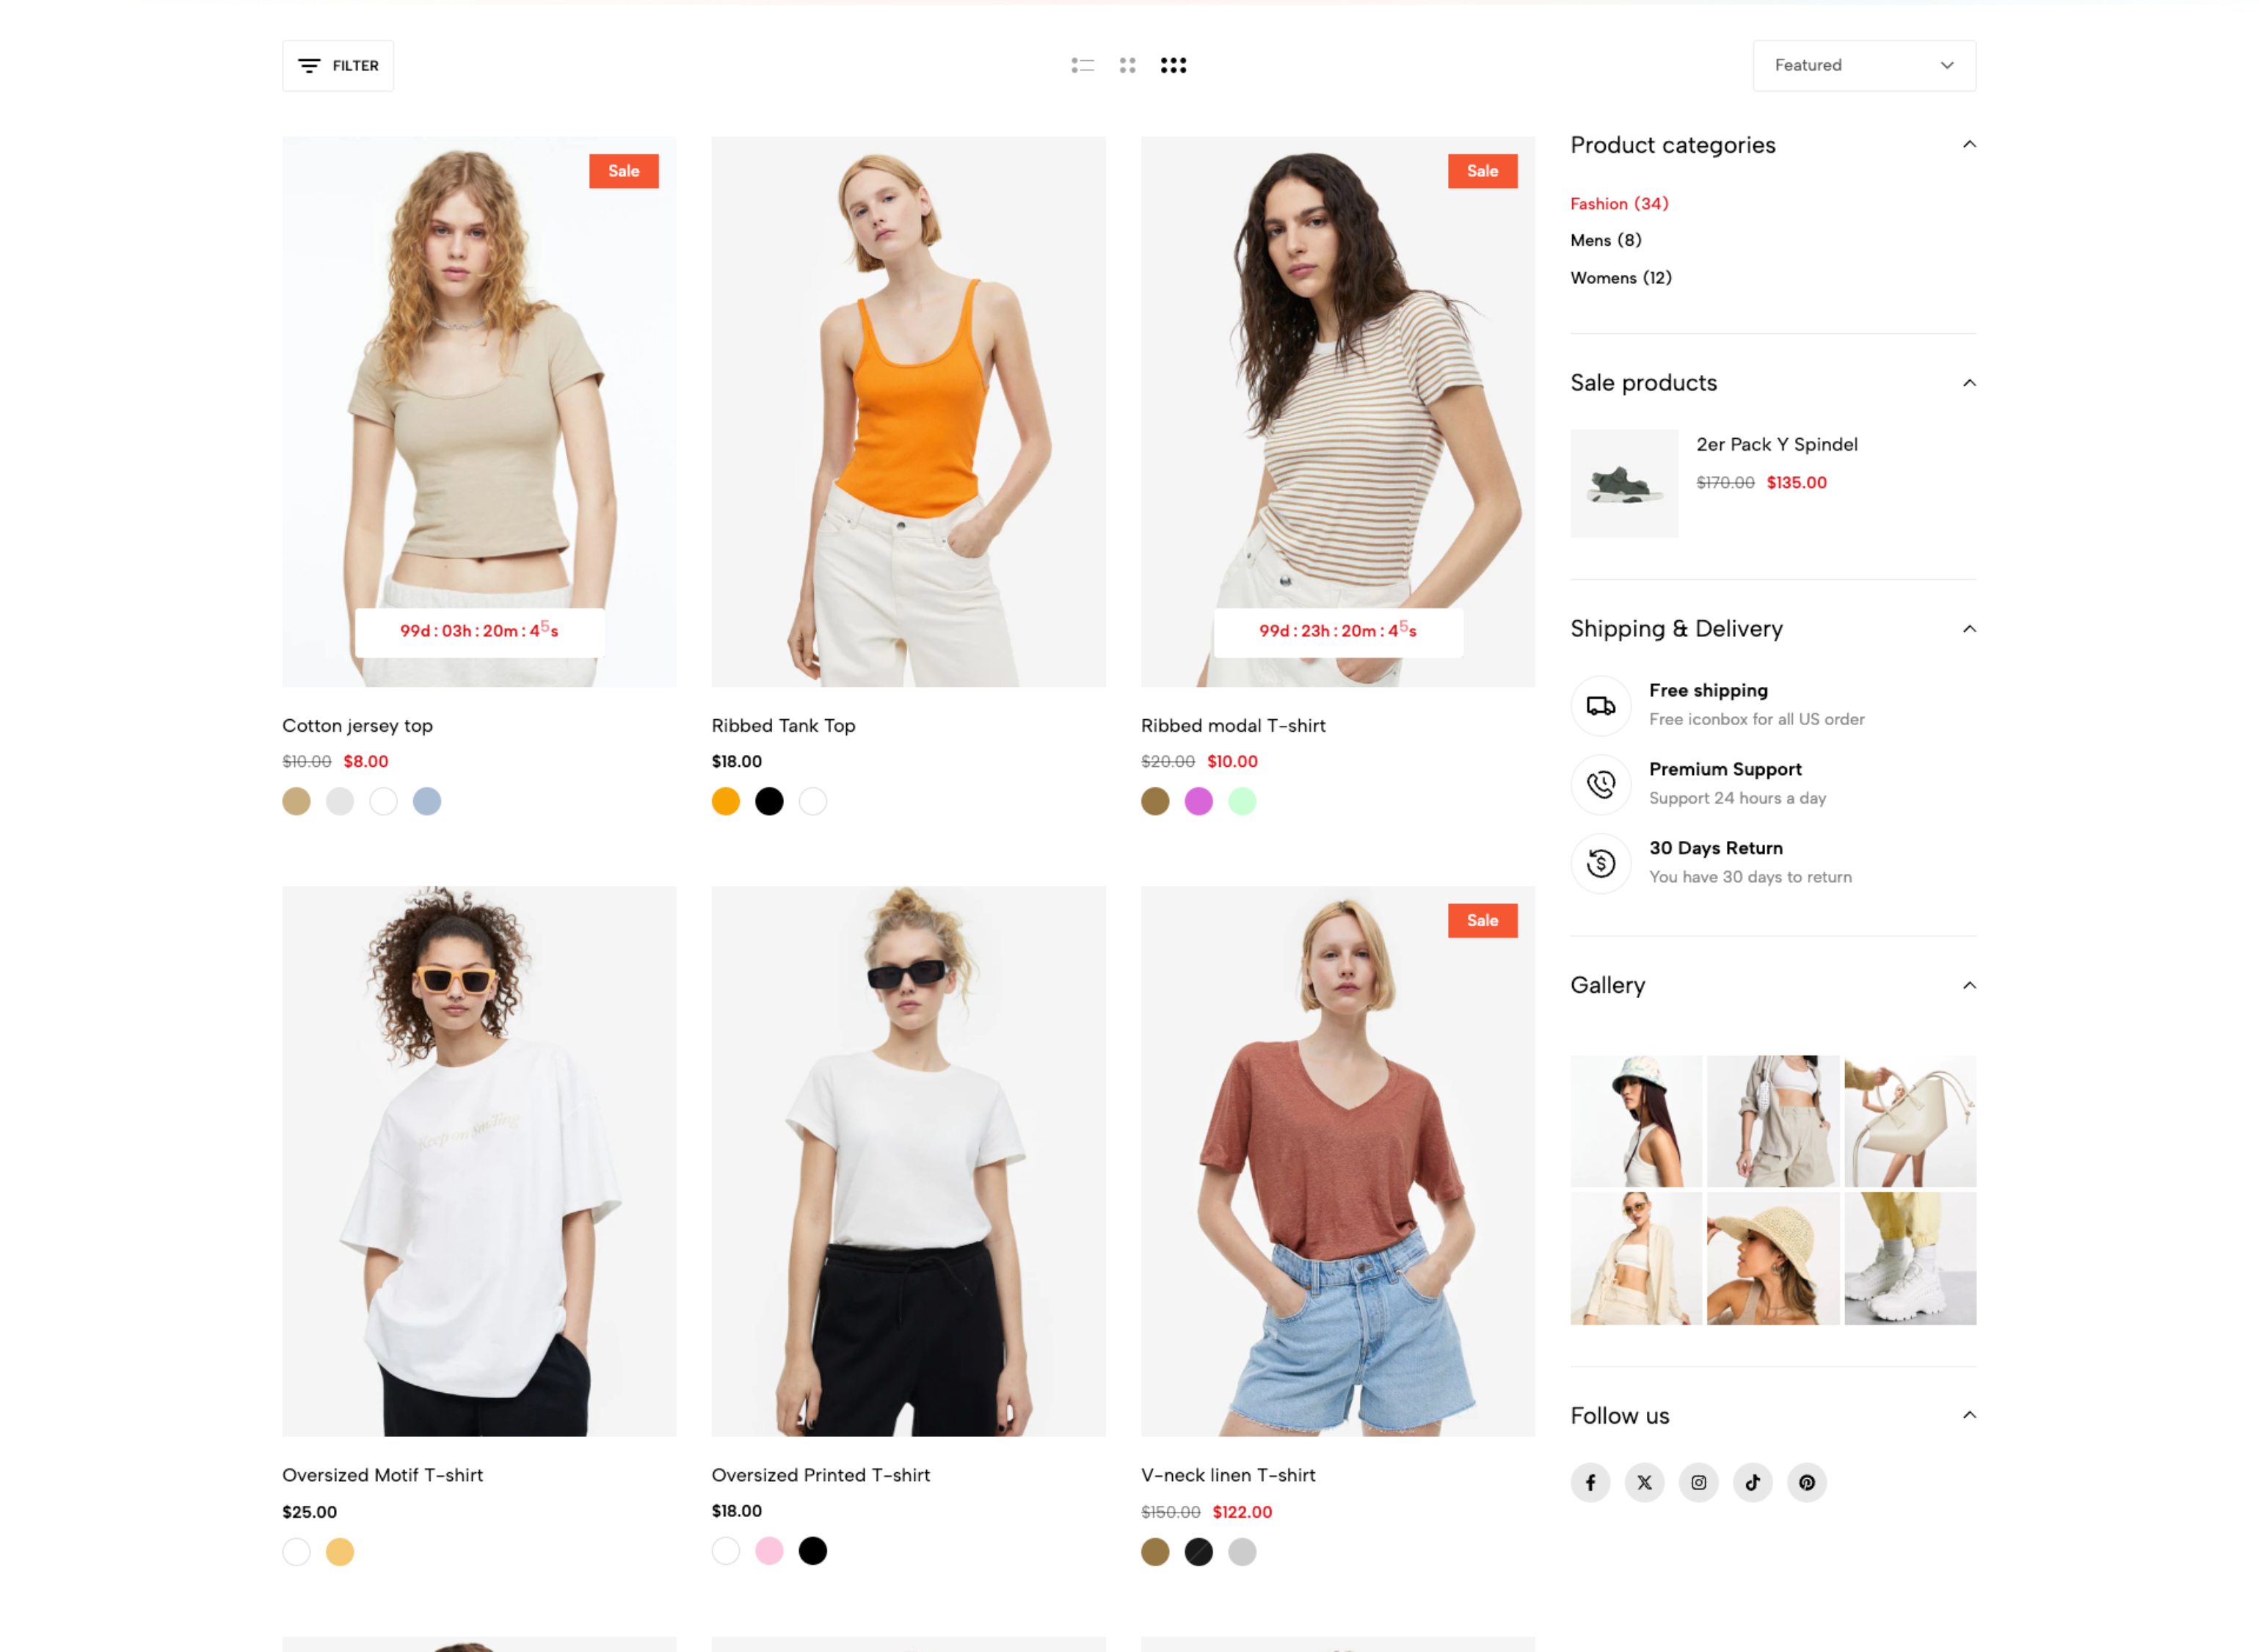 FILTER
Featured
Sale
99d : 03h : 20m : 45s
Cotton jersey top
$10.00 $8.00
Ribbed Tank Top
$18.00
Sale
99d : 23h : 20m : 45s
Ribbed modal T-shirt
$20.00 $10.00
Keep on Smiling
Oversized Motif T-shirt
$25.00
Oversized Printed T-shirt
$18.00
Sale
V-neck linen T-shirt
$150.00 $122.00
Product categories
Fashion (34)
Mens (8)
Womens (12)
Sale products
2er Pack Y Spindel
$170.00 $135.00
Shipping & Delivery
Free shipping
Free iconbox for all US order
Premium Support
Support 24 hours a day
30 Days Return
You have 30 days to return
Gallery
Follow us